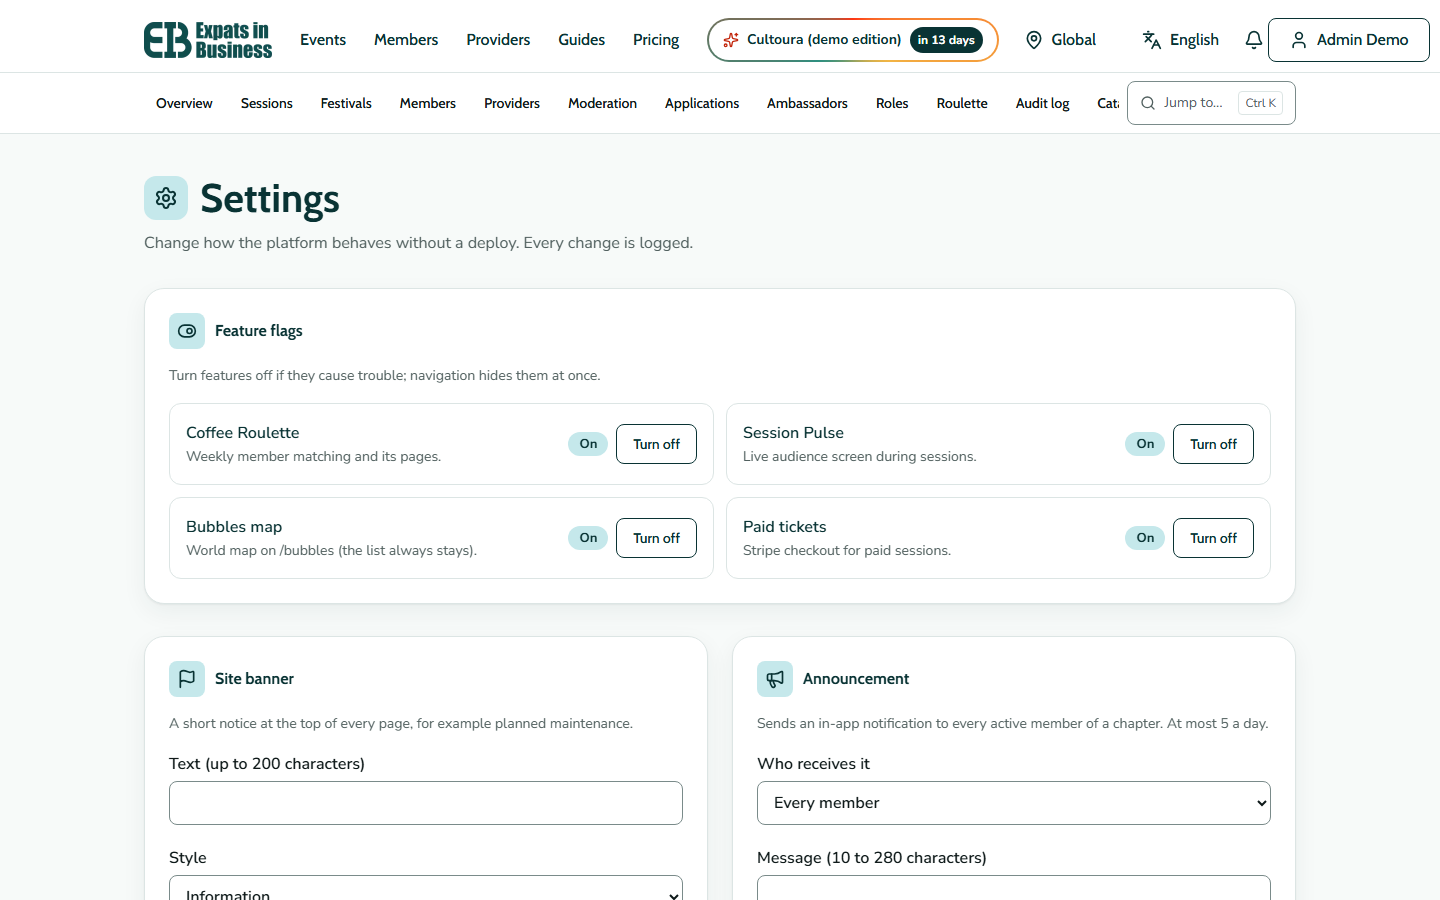 Expats in Business
Events
Members
Providers
Guides
Pricing
Cultoura (demo edition) in 13 days
Global
English
Admin Demo
Overview
Sessions
Festivals
Members
Providers
Moderation
Applications
Ambassadors
Roles
Roulette
Audit log
Jump to... Ctrl K
Settings
Change how the platform behaves without a deploy. Every change is logged.
Feature flags
Turn features off if they cause trouble; navigation hides them at once.
Coffee Roulette
Weekly member matching and its pages.
On
Turn off
Session Pulse
Live audience screen during sessions.
On
Turn off
Bubbles map
World map on /bubbles (the list always stays).
On
Turn off
Paid tickets
Stripe checkout for paid sessions.
On
Turn off
Site banner
A short notice at the top of every page, for example planned maintenance.
Text (up to 200 characters)
Style
Information
Announcement
Sends an in-app notification to every active member of a chapter. At most 5 a day.
Who receives it
Every member
Message (10 to 280 characters)